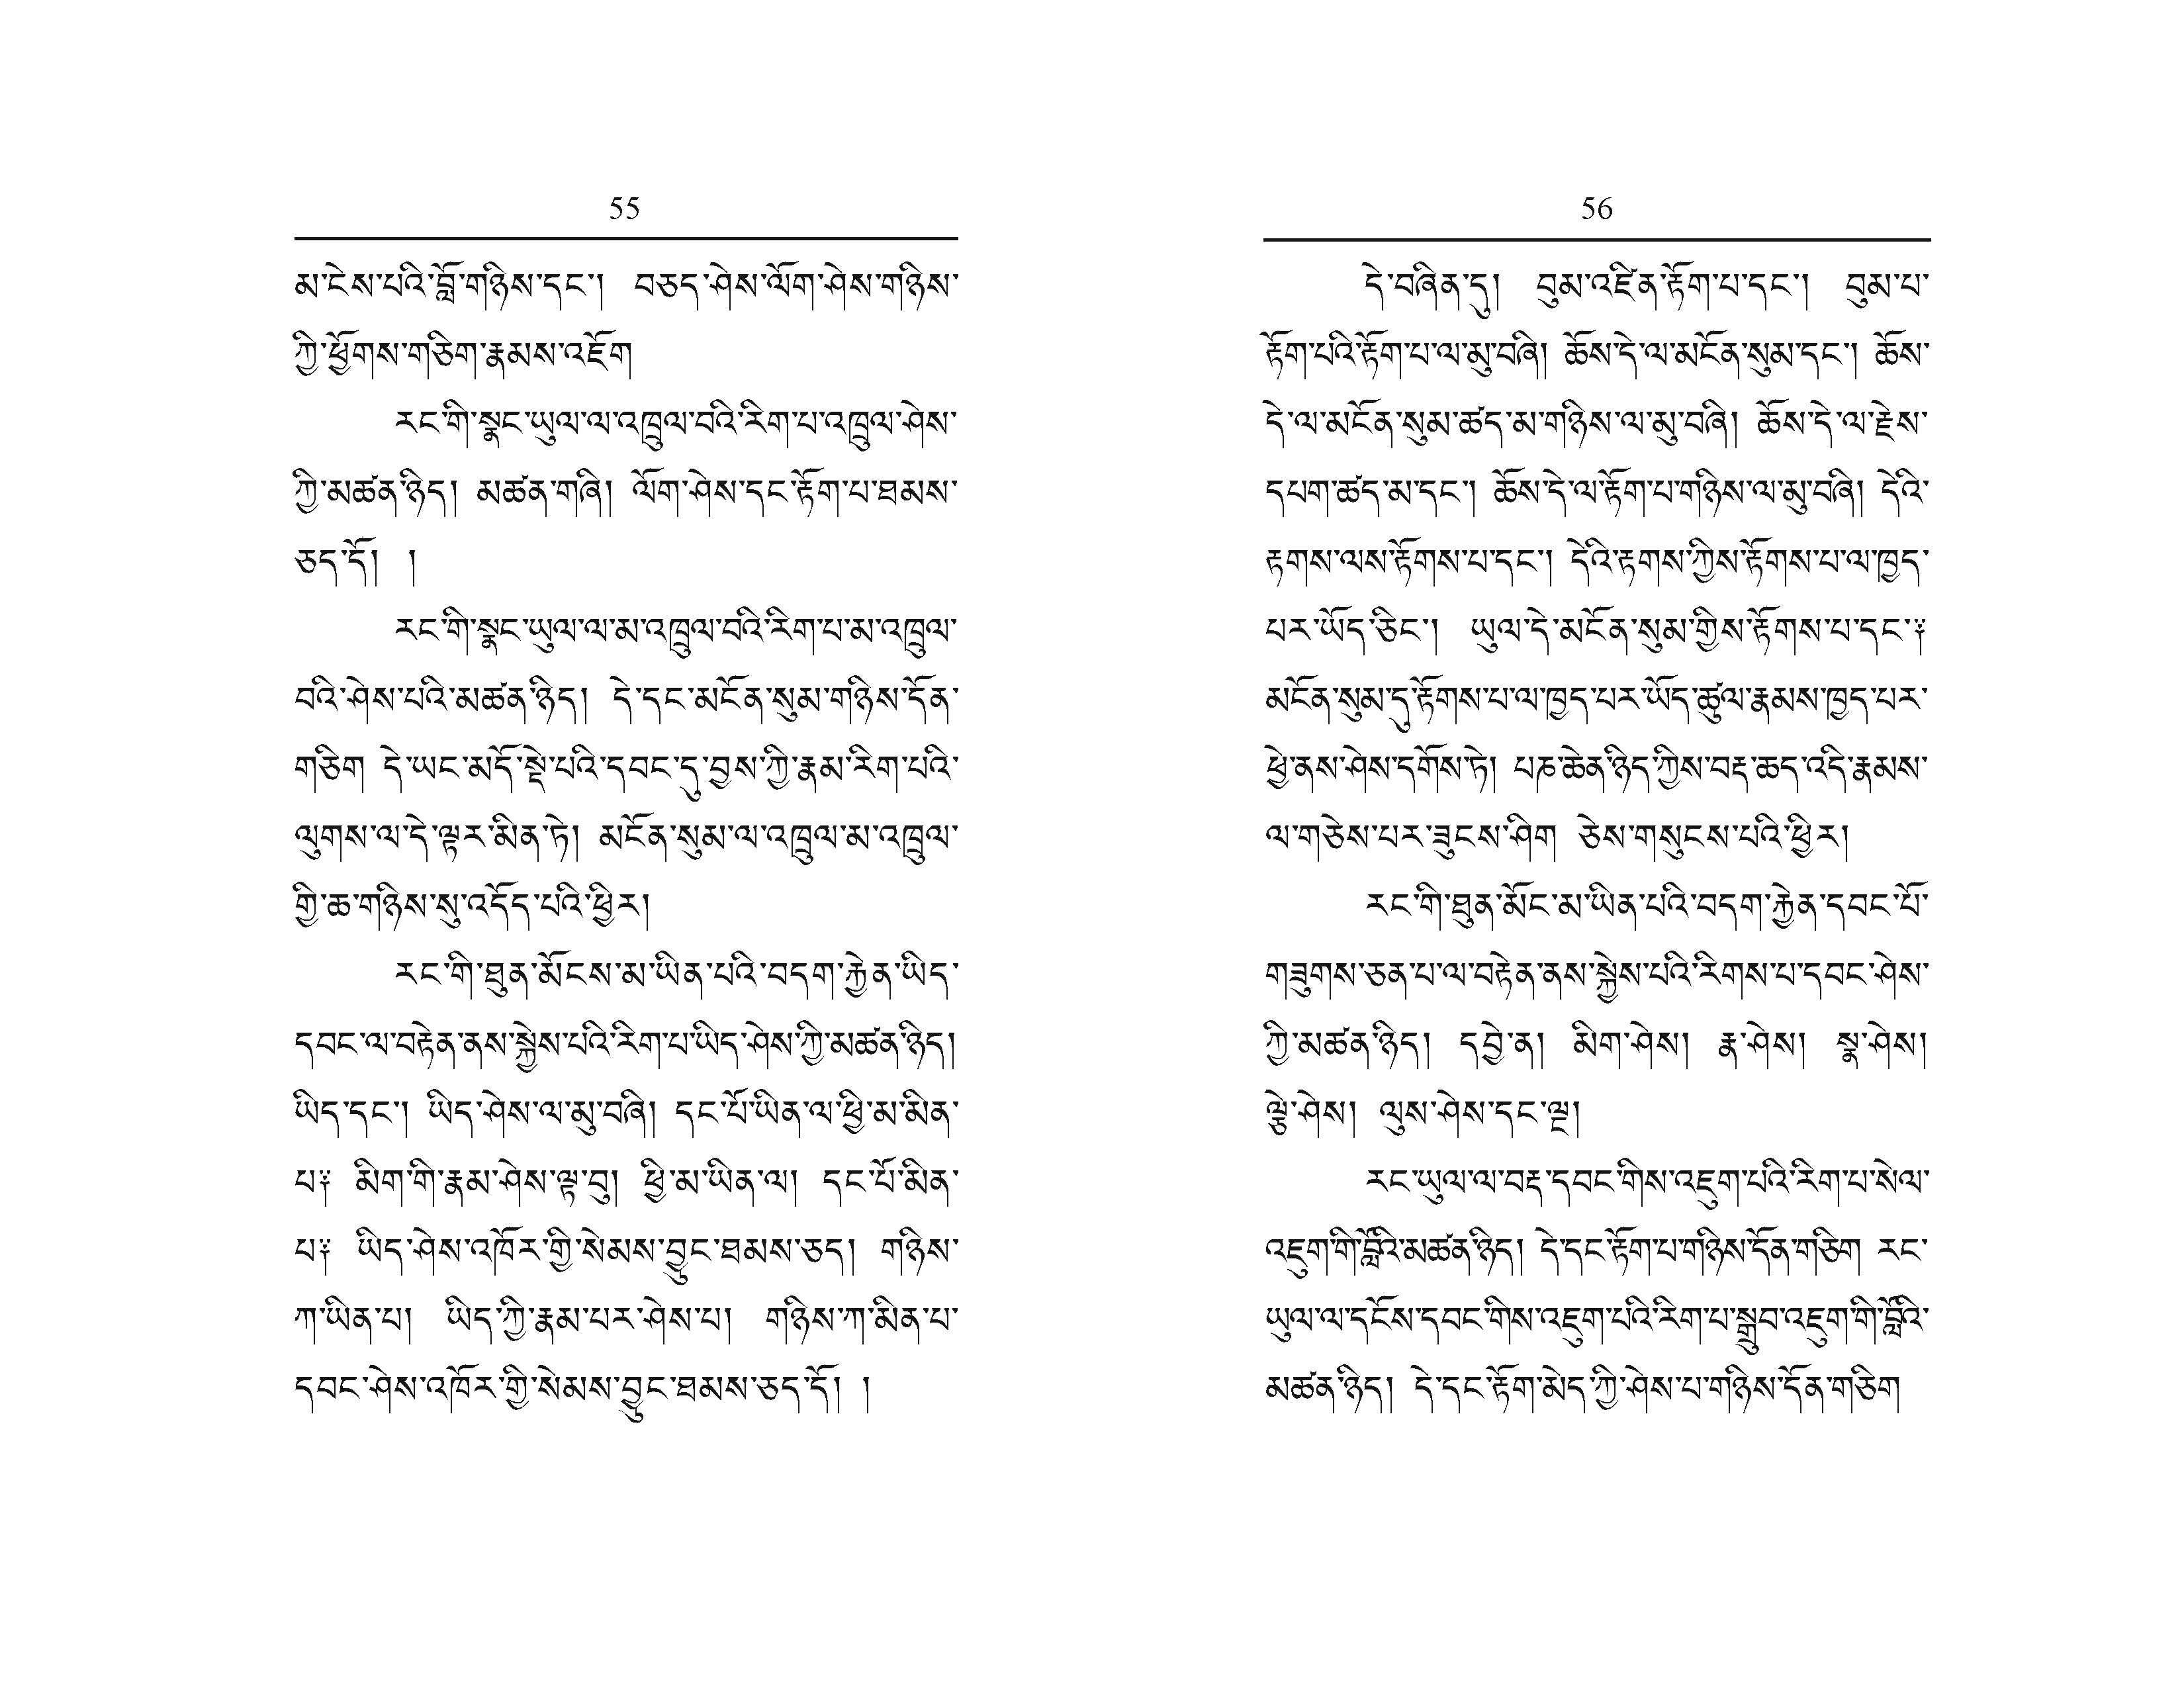 55
མ་ངེས་པའི་བློ་གཉིས་དང་། བཅད་ཤེས་ལོག་ཤེས་གཉིས་
ཀྱི་ཕྱོགས་གཅིག་རྣམས་འཇོག
རང་གི་སྣང་ཡུལ་ལ་འཁྲུལ་བའི་རིག་པ་འཁྲུལ་ཤེས་
ཀྱི་མཚན་ཉིད། མཚན་གཞི། ལོག་ཤེས་དང་རྟོག་པ་ཐམས་
ཅད་དོ། །
རང་གི་སྣང་ཡུལ་ལ་མ་འཁྲུལ་བའི་རིག་པ་མ་འཁྲུལ་
བའི་ཤེས་པའི་མཚན་ཉིད། དེ་དང་མངོན་སུམ་གཉིས་དོན་
གཅིག དེ་ཡང་མདོ་སྡེ་པའི་དབང་དུ་བྱས་ཀྱི་རྣམ་རིག་པའི་
ལུགས་ལ་དེ་ལྟར་མིན་ཏེ། མངོན་སུམ་ལ་འཁྲུལ་མ་འཁྲུལ་
གྱི་ཆ་གཉིས་སུ་འདོད་པའི་ཕྱིར།
རང་གི་ཐུན་མོངས་མ་ཡིན་པའི་བདག་རྐྱེན་ཡིད་
དབང་ལ་བརྟེན་ནས་སྐྱེས་པའི་རིག་པ་ཡིད་ཤེས་ཀྱི་མཚན་ཉིད།
ཡིད་དང་། ཡིད་ཤེས་ལ་མུ་བཞི། དང་པོ་ཡིན་ལ་ཕྱི་མ་མིན་
པ༑ མིག་གི་རྣམ་ཤེས་ལྟ་བུ། ཕྱི་མ་ཡིན་ལ། དང་པོ་མིན་
པ༑ ཡིད་ཤེས་འཁོར་གྱི་སེམས་བྱུང་ཐམས་ཅད། གཉིས་
ཀ་ཡིན་པ། ཡིད་ཀྱི་རྣམ་པར་ཤེས་པ། གཉིས་ཀ་མིན་པ་
དབང་ཤེས་འཁོར་གྱི་སེམས་བྱུང་ཐམས་ཅད་དོ། །
56
དེ་བཞིན་དུ། བུམ་འཛིན་རྟོག་པ་དང་། བུམ་པ་
རྟོག་པའི་རྟོག་པ་ལ་མུ་བཞི། ཆོས་དེ་ལ་མངོན་སུམ་དང་། ཆོས་
དེ་ལ་མངོན་སུམ་ཚད་མ་གཉིས་ལ་མུ་བཞི། ཆོས་དེ་ལ་རྗེས་
དཔག་ཚད་མ་དང་། ཆོས་དེ་ལ་རྟོག་པ་གཉིས་ལ་མུ་བཞི། དེའི་
རྟགས་ལས་རྟོགས་པ་དང་། དེའི་རྟགས་ཀྱིས་རྟོགས་པ་ལ་ཁྱད་
པར་ཡོད་ཅིང་། ཡུལ་དེ་མངོན་སུམ་གྱིས་རྟོགས་པ་དང་༑
མངོན་སུམ་དུ་རྟོགས་པ་ལ་ཁྱད་པར་ཡོད་ཚུལ་རྣམས་ཁྱད་པར་
ཕྱེ་ནས་ཤེས་དགོས་ཏེ། པཎ་ཆེན་ཉིད་ཀྱིས་བརྡ་ཆད་འདི་རྣམས་
ལ་གཅེས་པར་ཟུངས་ཤིག ཅེས་གསུངས་པའི་ཕྱིར།
རང་གི་ཐུན་མོང་མ་ཡིན་པའི་བདག་རྐྱེན་དབང་པོ་
གཟུགས་ཅན་པ་ལ་བརྟེན་ནས་སྐྱེས་པའི་རིགས་པ་དབང་ཤེས་
ཀྱི་མཚན་ཉིད། དབྱེ་ན། མིག་ཤེས། རྣ་ཤེས། སྣ་ཤེས།
ལྕེ་ཤེས། ལུས་ཤེས་དང་ལྔ།
རང་ཡུལ་ལ་བརྡ་དབང་གིས་འཇུག་པའི་རིག་པ་སེལ་
འཇུག་གི་བློའི་མཚན་ཉིད། དེ་དང་རྟོག་པ་གཉིས་དོན་གཅིག རང་
ཡུལ་ལ་དངོས་དབང་གིས་འཇུག་པའི་རིག་པ་སྒྲུབ་འཇུག་གི་བློའི་
མཚན་ཉིད། དེ་དང་རྟོག་མེད་ཀྱི་ཤེས་པ་གཉིས་དོན་གཅིག